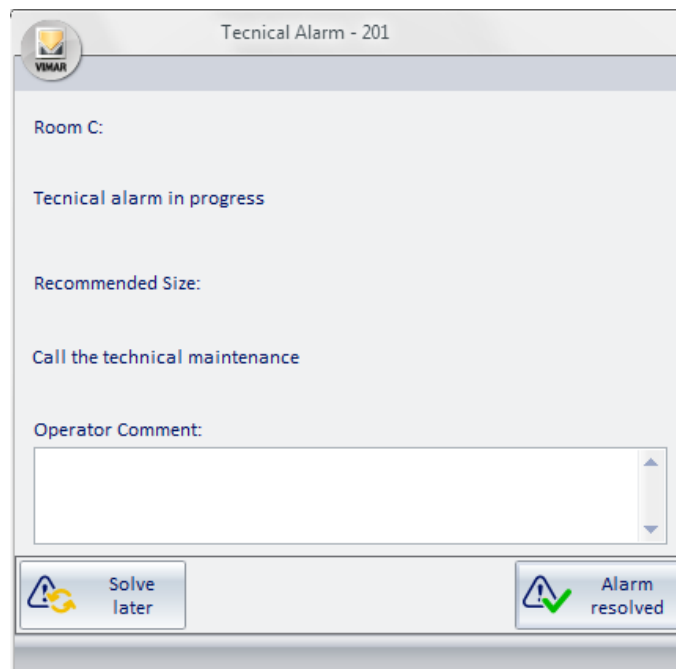 Tecnical Alarm - 201
VIMAR
Room C:
Tecnical alarm in progress
Recommended Size:
Call the technical maintenance
Operator Comment:
Solve
later
Alarm
resolved